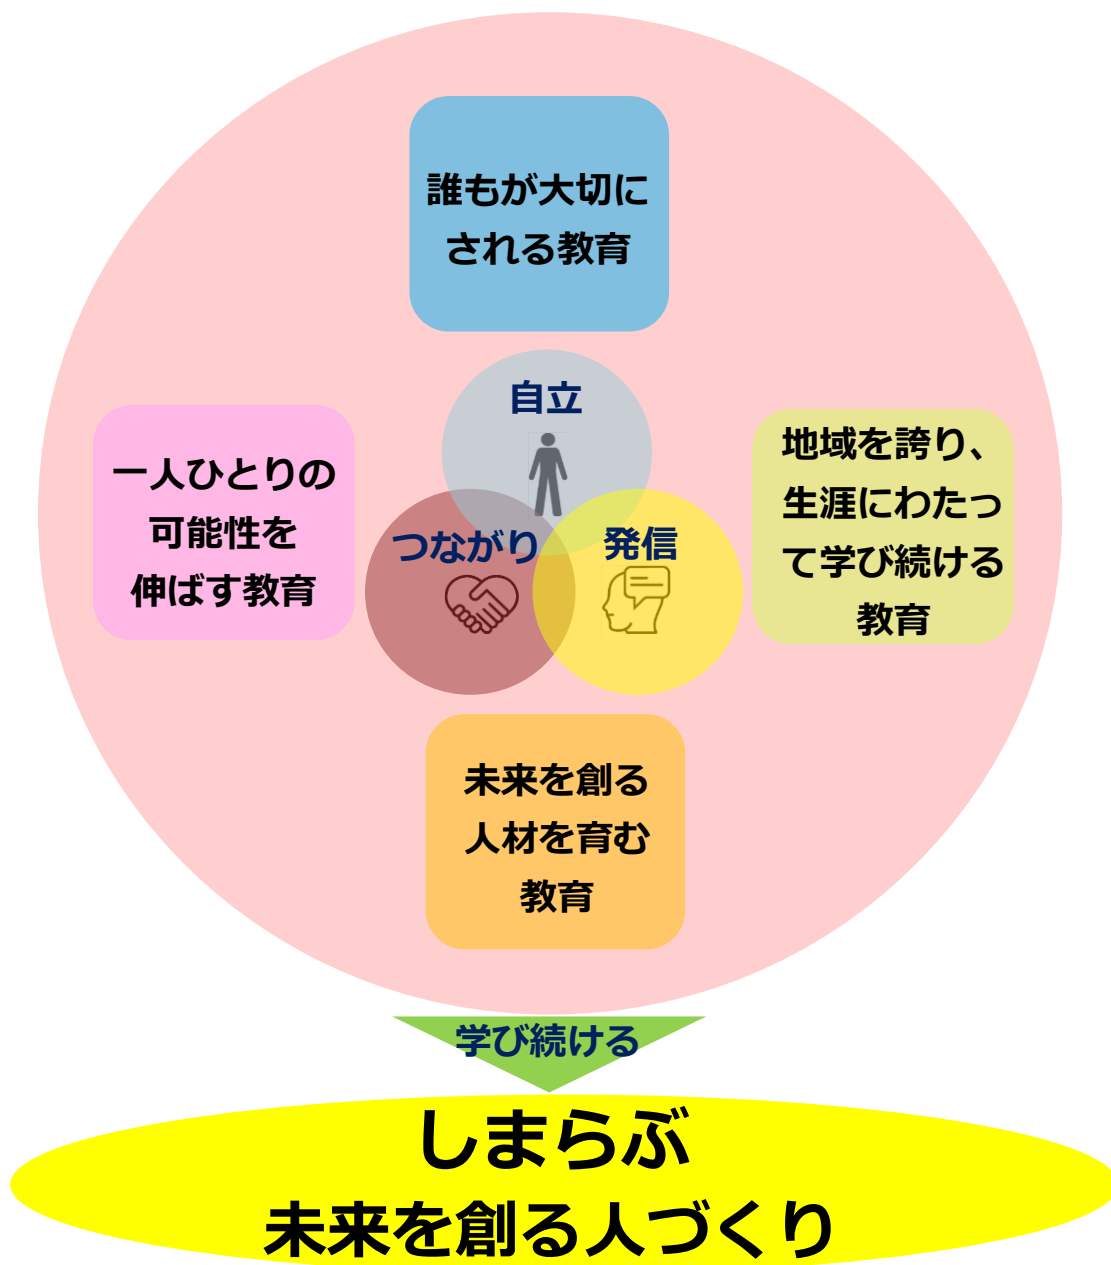 誰もが大切に
される教育
自立
一人ひとりの
可能性を
伸ばす教育
つながり
発信
地域を誇り、
生涯にわたっ
て学び続ける
教育
未来を創る
人材を育む
教育
学び続ける
しまらぶ
未来を創る人づくり